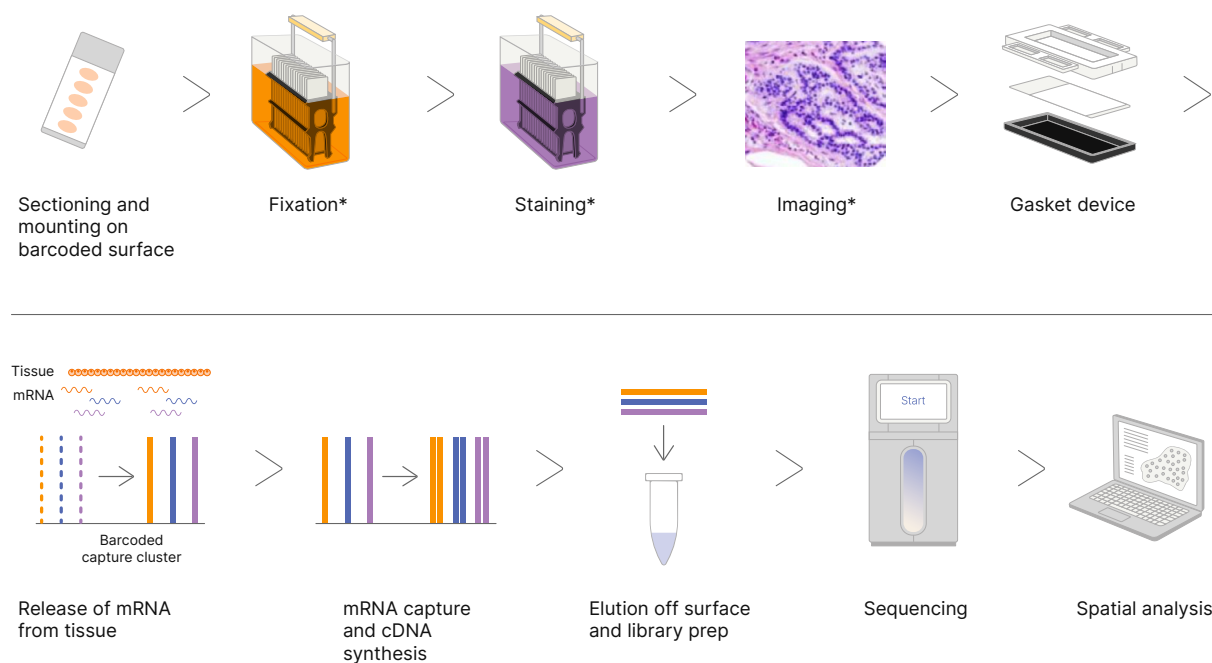 Sectioning and
mounting on
barcoded surface
Fixation*
Staining*
Imaging*
Gasket device
Tissue
mRNA
Barcoded
capture cluster
Start
Release of mRNA
from tissue
mRNA capture
and cDNA
synthesis
Elution off surface
and library prep
Sequencing
Spatial analysis